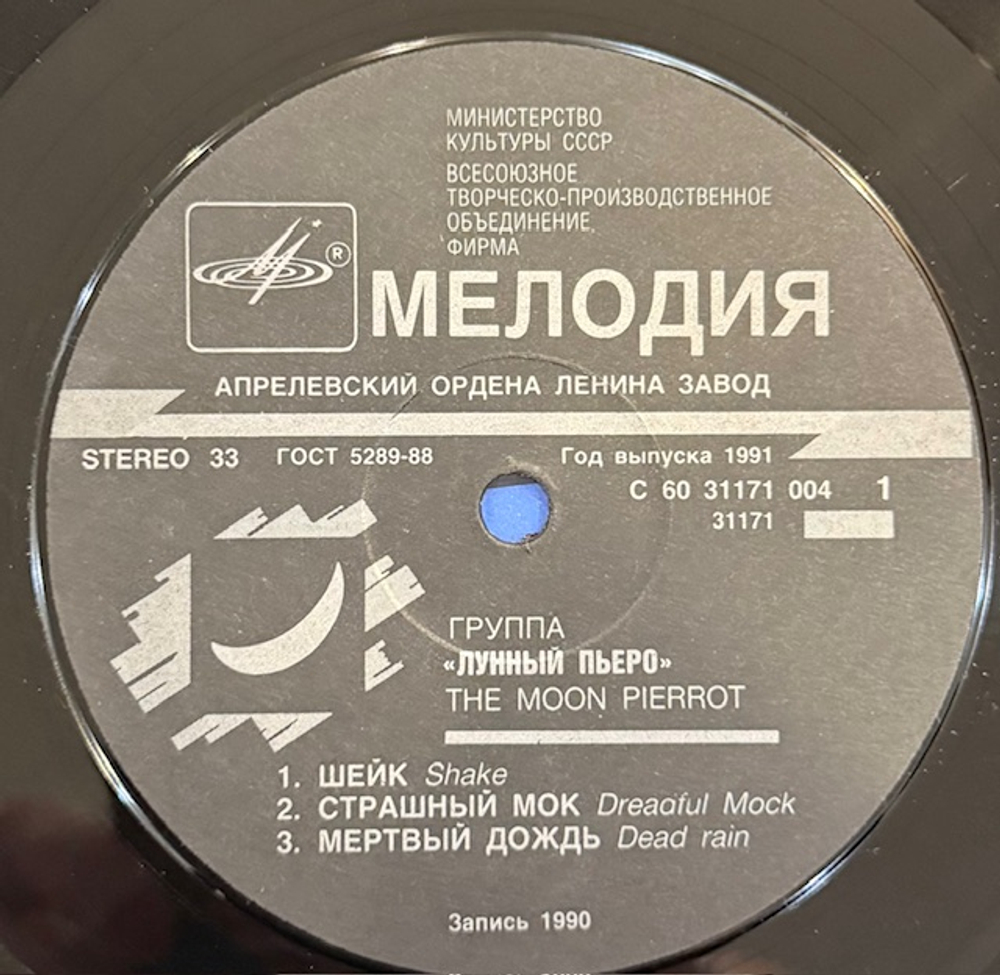 МИНИСТЕРСТВО
КУЛЬТУРЫ СССР
ВСЕСОЮЗНОЕ
ТВОРЧЕСКО-ПРОИЗВОДСТВЕННОЕ
ОБЪЕДИНЕНИЕ
ФИРМА
®
МЕЛОДИЯ
АПРЕЛЕВСКИЙ ОРДЕНА ЛЕНИНА ЗАВОД
STEREO 33 ГОСТ 5289-88 Год выпуска 1991
С 60 31171 004 1
31171
ГРУППА
«ЛУННЫЙ ПЬЕРО»
THE MOON PIERROT
1. ШЕЙК Shake
2. СТРАШНЫЙ МОК Dreadful Mock
3. МЕРТВЫЙ ДОЖДЬ Dead rain
Запись 1990